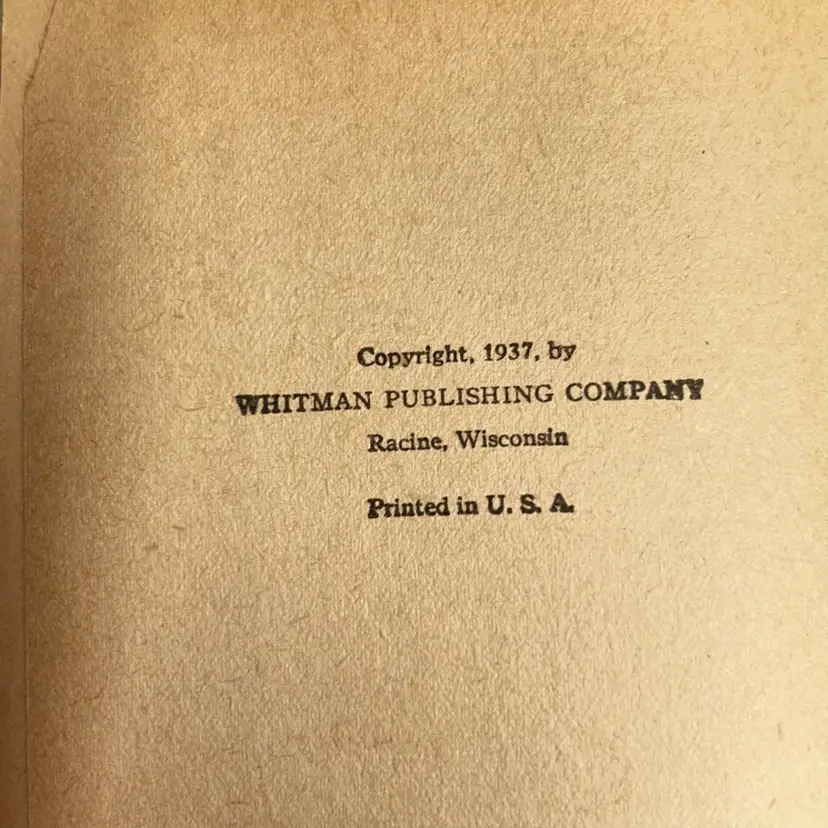 Copyright, 1937, by
WHITMAN PUBLISHING COMPANY
Racine, Wisconsin
Printed in U. S. A.